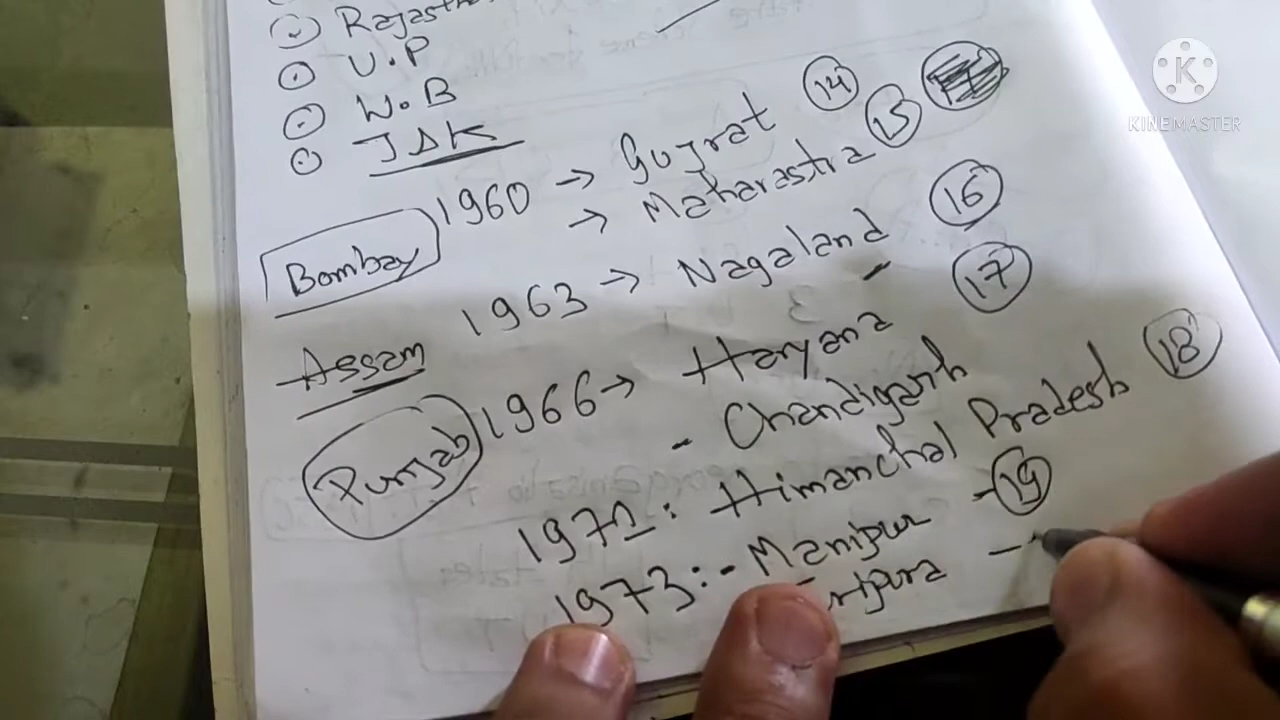 Rajasth
U.P
W.B
J&K
Bombay 1960 → Gujrat 14
→ Maharastra 15
Assam 1963 → Nagaland 16
Punjab 1966 → Haryana 17
- Chandigarh
1971: Himanchal Pradesh 18
1973:- Manipur - 19
ripura -
KINEMASTER